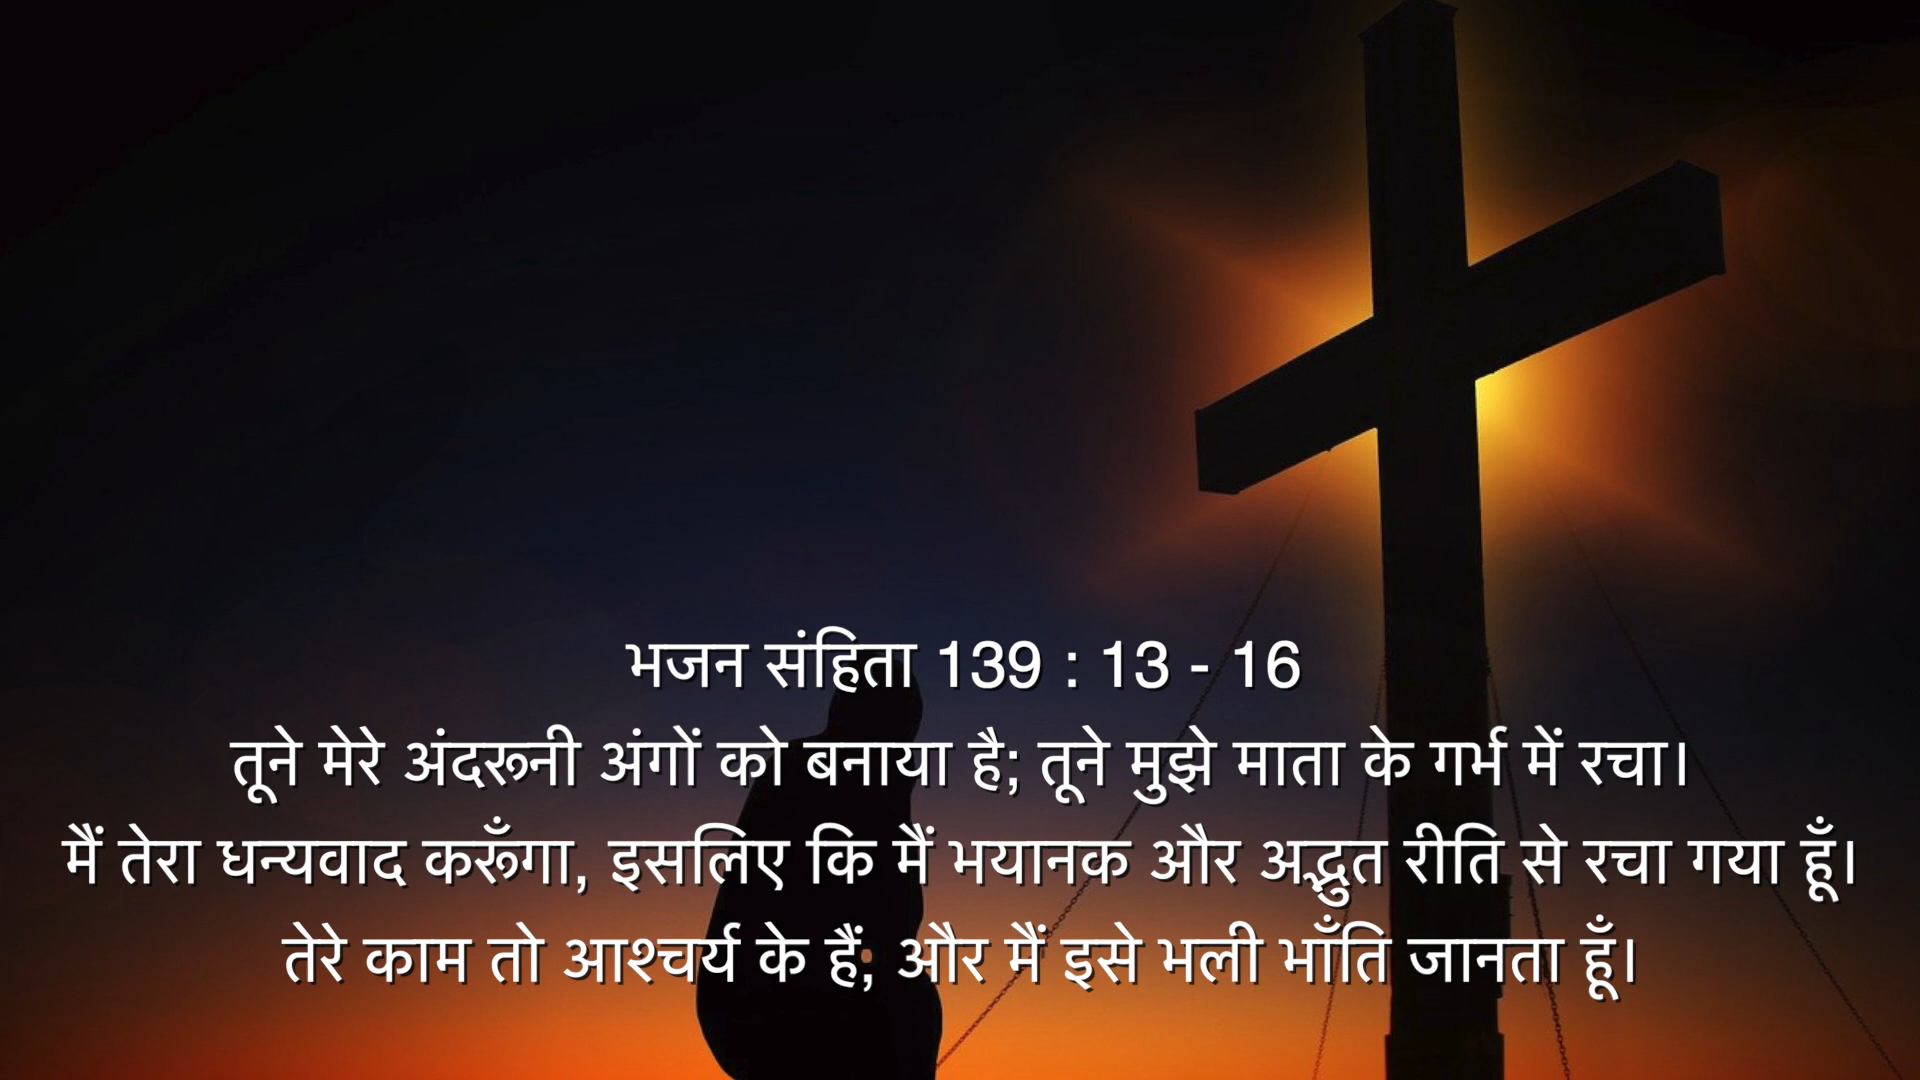 भजन संहिता 139 : 13 - 16
तूने मेरे अंदरूनी अंगों को बनाया है; तूने मुझे माता के गर्भ में रचा।
मैं तेरा धन्यवाद करूँगा, इसलिए कि मैं भयानक और अद्भुत रीति से रचा गया हूँ।
तेरे काम तो आश्चर्य के हैं, और मैं इसे भली भाँति जानता हूँ।